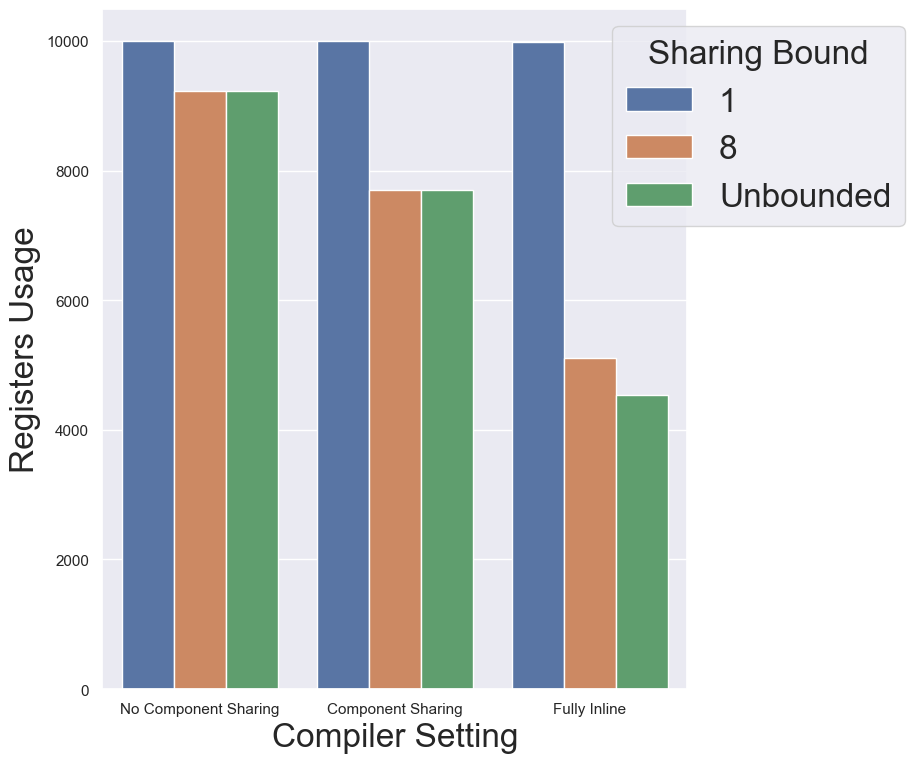 Sharing Bound
1
8
Unbounded
10000
8000
6000
4000
2000
0
Registers Usage
No Component Sharing
Component Sharing
Fully Inline
Compiler Setting